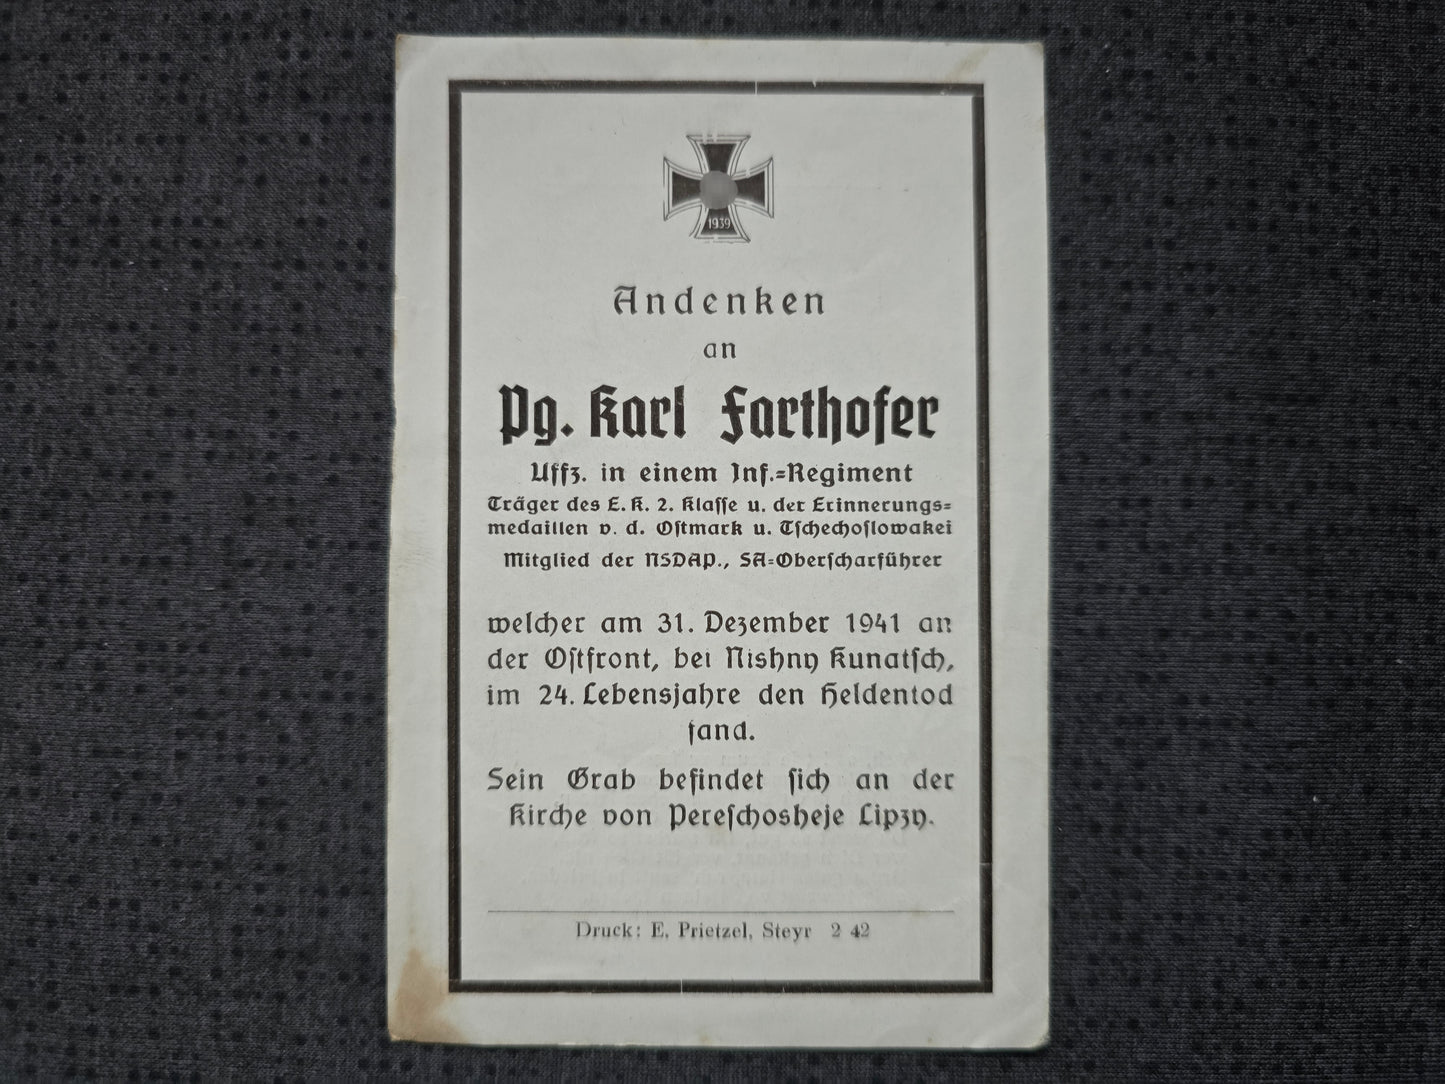 1939
Andenken
an
Pg. Karl Farthofer
Uffz. in einem Inf.=Regiment
Träger des E.K. 2. Klasse u. der Erinnerungs=
medaillen v. d. Ostmark u. Tschechoslowakei
Mitglied der NSDAP., SA=Oberscharführer
welcher am 31. Dezember 1941 an
der Ostfront, bei Nishny Kunatsch,
im 24. Lebensjahre den Heldentod
fand.
Sein Grab befindet sich an der
Kirche von Pereschosheje Lipzy.
Druck: E. Prietzel, Steyr 2 42